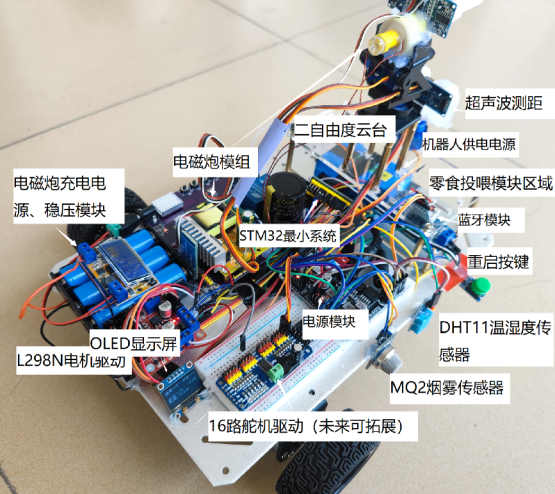 超声波测距
二自由度云台
机器人供电电源
电磁炮模组
电磁炮充电电
源、稳压模块
零食投喂模块区域
蓝牙模块
STM32最小系统
重启按键
电源模块
DHT11温湿度传
感器
OLED显示屏
L298N电机驱动
MQ2烟雾传感器
16路舵机驱动（未来可拓展）